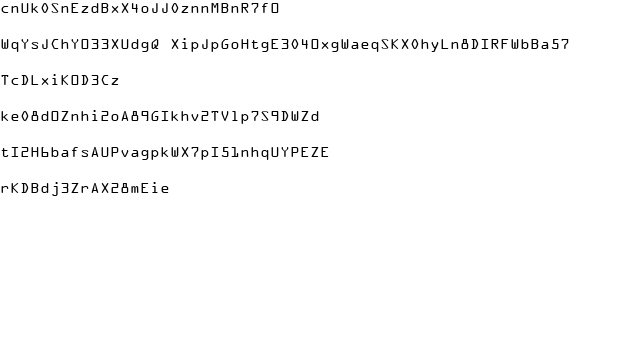 cnUk0SnEzdBxX4oJJ0znnMBnR7fO
WqYsJChYO33XUdgQ XipJpGoHtgE304OxgWaeqSKX0hyLn8DIRFWbBa57
TcDLxiKOD3Cz
ke08dOZnhi2oA89GIkhv2TVlp7S9DWZd
tI2H6bafsAUPvagpkWX7pI51nhqUYPEZE
rKDBdj3ZrAX28mEie